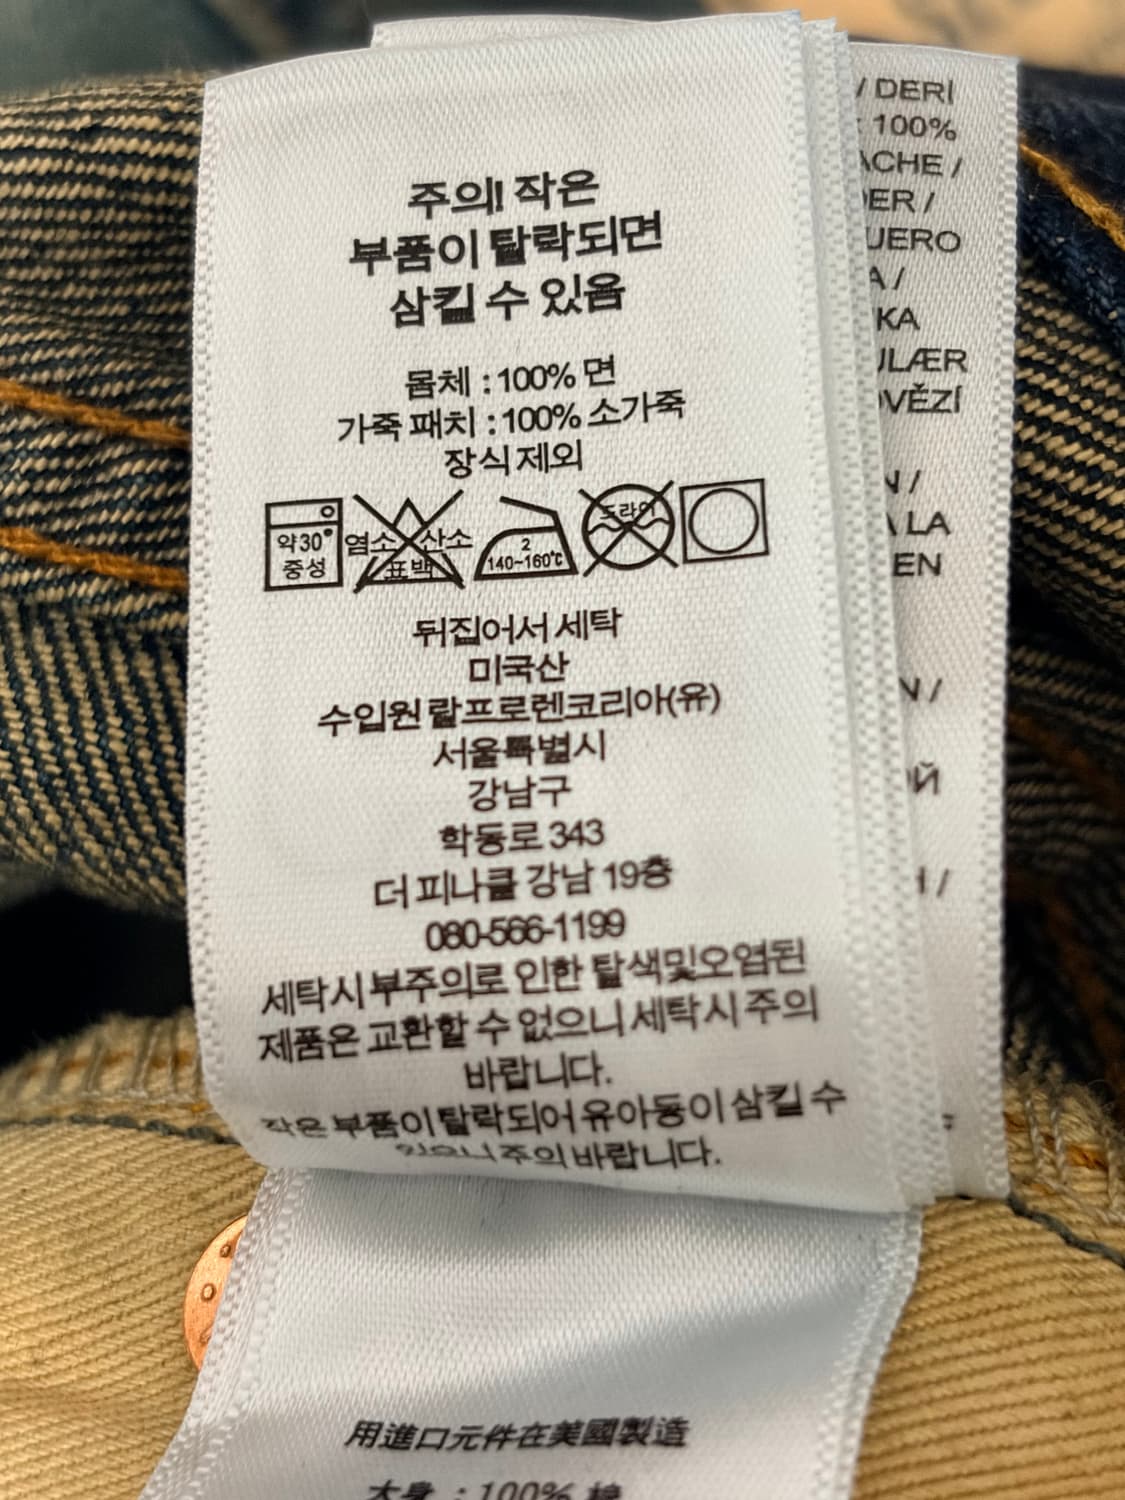 주의! 작은
부품이 탈락되면
삼킬 수 있음
몸체 : 100% 면
가죽 패치 : 100% 소가죽
장식 제외
약 30°
중성
염소 산소
표백
2
140~160℃
드라이
뒤집어서 세탁
미국산
수입원 랄프로렌코리아(유)
서울특별시
강남구
학동로 343
더 피나클 강남 19층
080-566-1199
세탁시 부주의로 인한 탈색및오염된
제품은 교환할 수 없으니 세탁시 주의
바랍니다.
작은 부품이 탈락되어 유아동이 삼킬 수
있으니 주의 바랍니다.
/ DERİ
100%
/
/
/
LA
EN
/
/
用進口元件在美國製造
大身 : 100% 棉